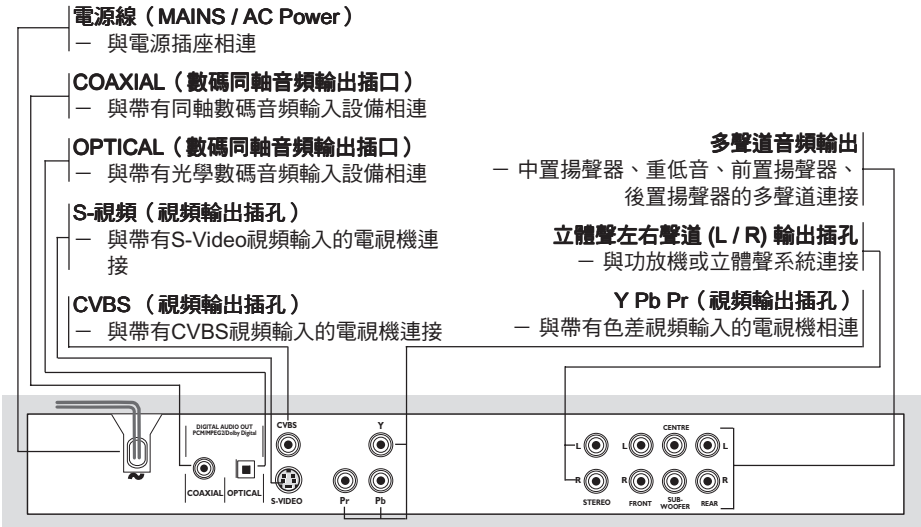 電源線（MAINS / AC Power）
－ 與電源插座相連
COAXIAL（數碼同軸音頻輸出插口）
－ 與帶有同軸數碼音頻輸入設備相連
OPTICAL（數碼同軸音頻輸出插口）
－ 與帶有光學數碼音頻輸入設備相連
S-視頻（視頻輸出插孔）
－ 與帶有S-Video視頻輸入的電視機連
接
CVBS （視頻輸出插孔）
－ 與帶有CVBS視頻輸入的電視機連接
多聲道音頻輸出
－ 中置揚聲器、重低音、前置揚聲器、
後置揚聲器的多聲道連接
立體聲左右聲道 (L / R) 輸出插孔
－ 與功放機或立體聲系統連接
Y Pb Pr（視頻輸出插孔）
－ 與帶有色差視頻輸入的電視機相連
DIGITAL AUDIO OUT
PCM/MPEG2/Dolby Digital
COAXIAL
OPTICAL
CVBS
S-VIDEO
Y
Pr
Pb
CENTRE
L
L
L
R
R
R
STEREO
FRONT
SUB-
WOOFER
REAR